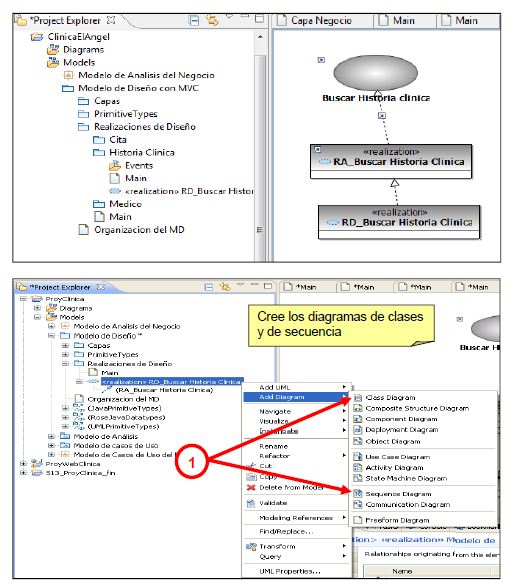 *Project Explorer
Capa Negocio
Main
Main
ClinicaElAngel
Diagrams
Models
Modelo de Analisis del Negocio
Modelo de Diseño con MVC
Capas
PrimitiveTypes
Realizaciones de Diseño
Cita
Historia Clinica
Events
Main
«realization» RD_Buscar Histor
Medico
Main
Organizacion del MD
Buscar Historia clinica
«realization»
RA_Buscar Historia Clinica
«realization»
RD_Buscar Historia Clinica
*Project Explorer
*Main
*Main
*Main
*Main
ProyClinica
Diagrams
Models
Modelo de Analisis del Negocio
Modelo de Diseño *
Capas
PrimitiveTypes
Realizaciones de Diseño
Main
«realization» RD_Buscar Historia Clinica
(RA_Buscar Historia Clinica)
Organizacion del MD
(JavaPrimitiveTypes)
(RoseJavaDatatypes)
(UMLPrimitiveTypes)
Modelo de Análisis
Modelo de casos de Uso
Modelo de Casos de Uso del
ProyWebClinica
S13_ProyClinica_fin
Cree los diagramas de clases
y de secuencia
Buscar H
1
Add UML
Add Diagram
Navigate
Visualize
Rename
Refactor
Cut
Copy
Delete from Model
Validate
Modeling References
Find/Replace...
Transform
Query
UML Properties...
Class Diagram
Composite Structure Diagram
Component Diagram
Deployment Diagram
Object Diagram
Use Case Diagram
Activity Diagram
State Machine Diagram
Sequence Diagram
Communication Diagram
Freeform Diagram
«realization» Modelo de
Relationships originating from this elem
Name